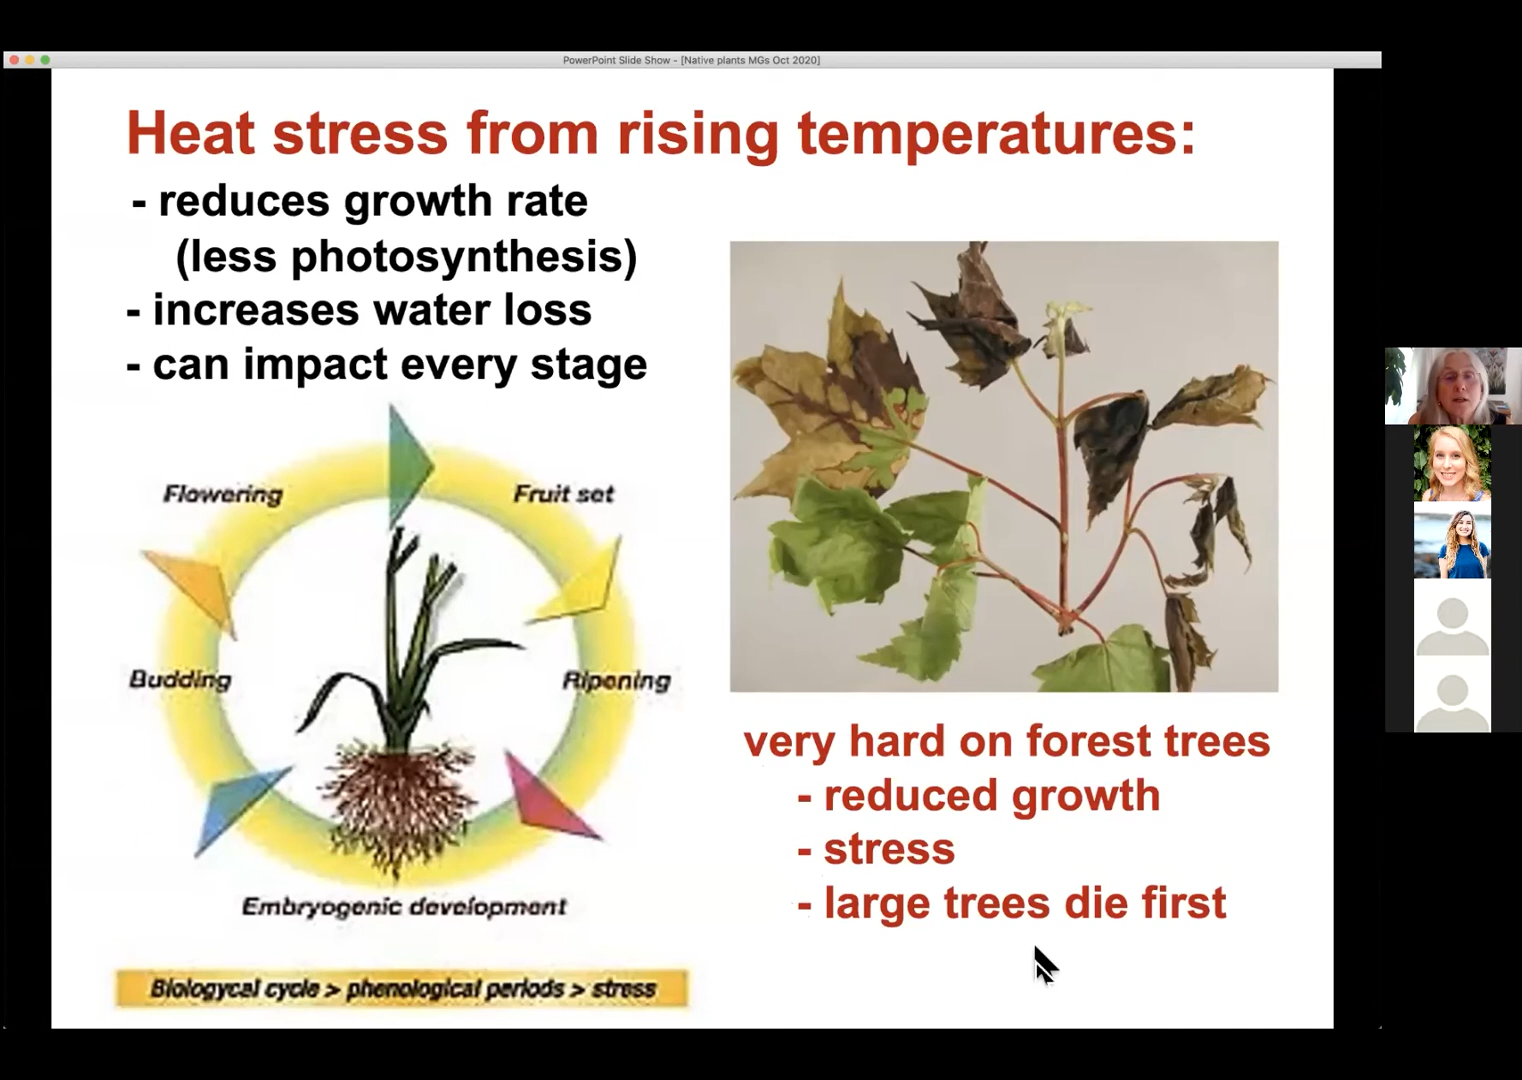 PowerPoint Slide Show - [Native plants MGs Oct 2020]
Heat stress from rising temperatures:
- reduces growth rate
(less photosynthesis)
- increases water loss
- can impact every stage
Flowering
Fruit set
Budding
Ripening
Embryogenic development
Biologycal cycle > phenological periods > stress
very hard on forest trees
- reduced growth
- stress
- large trees die first